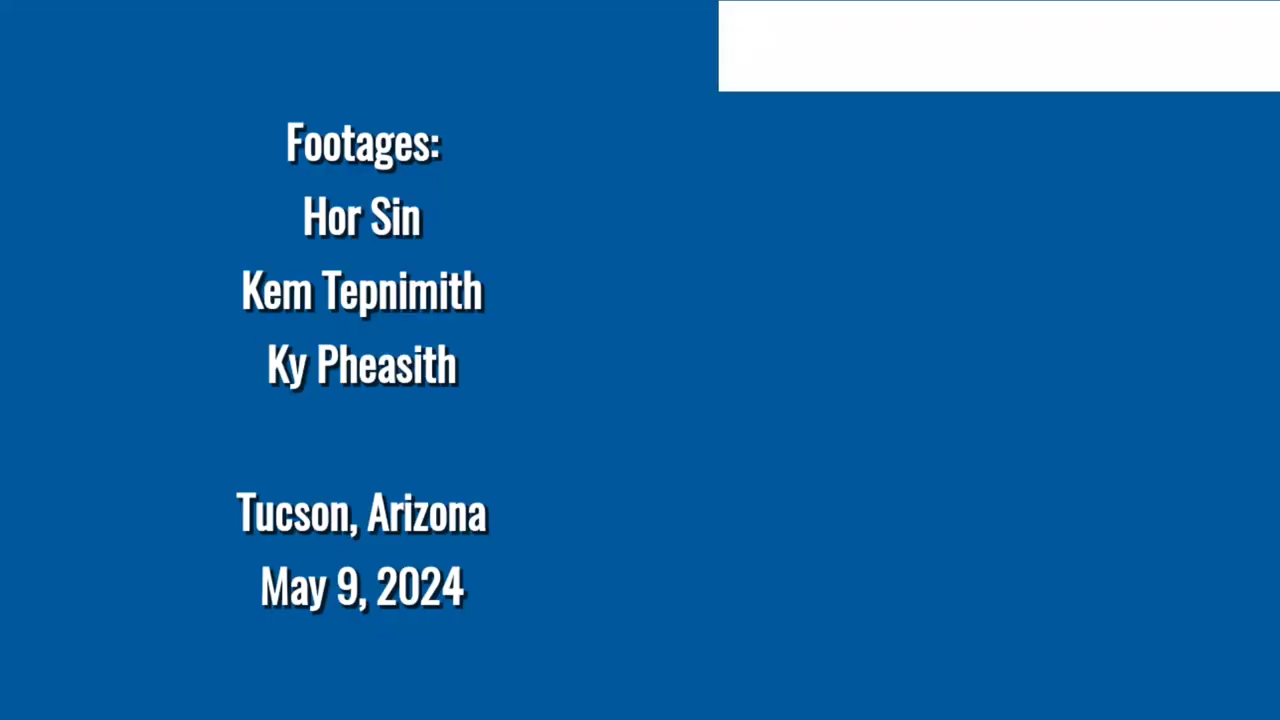 Footages:
Hor Sin
Kem Tepnimith
Ky Pheasith
Tucson, Arizona
May 9, 2024